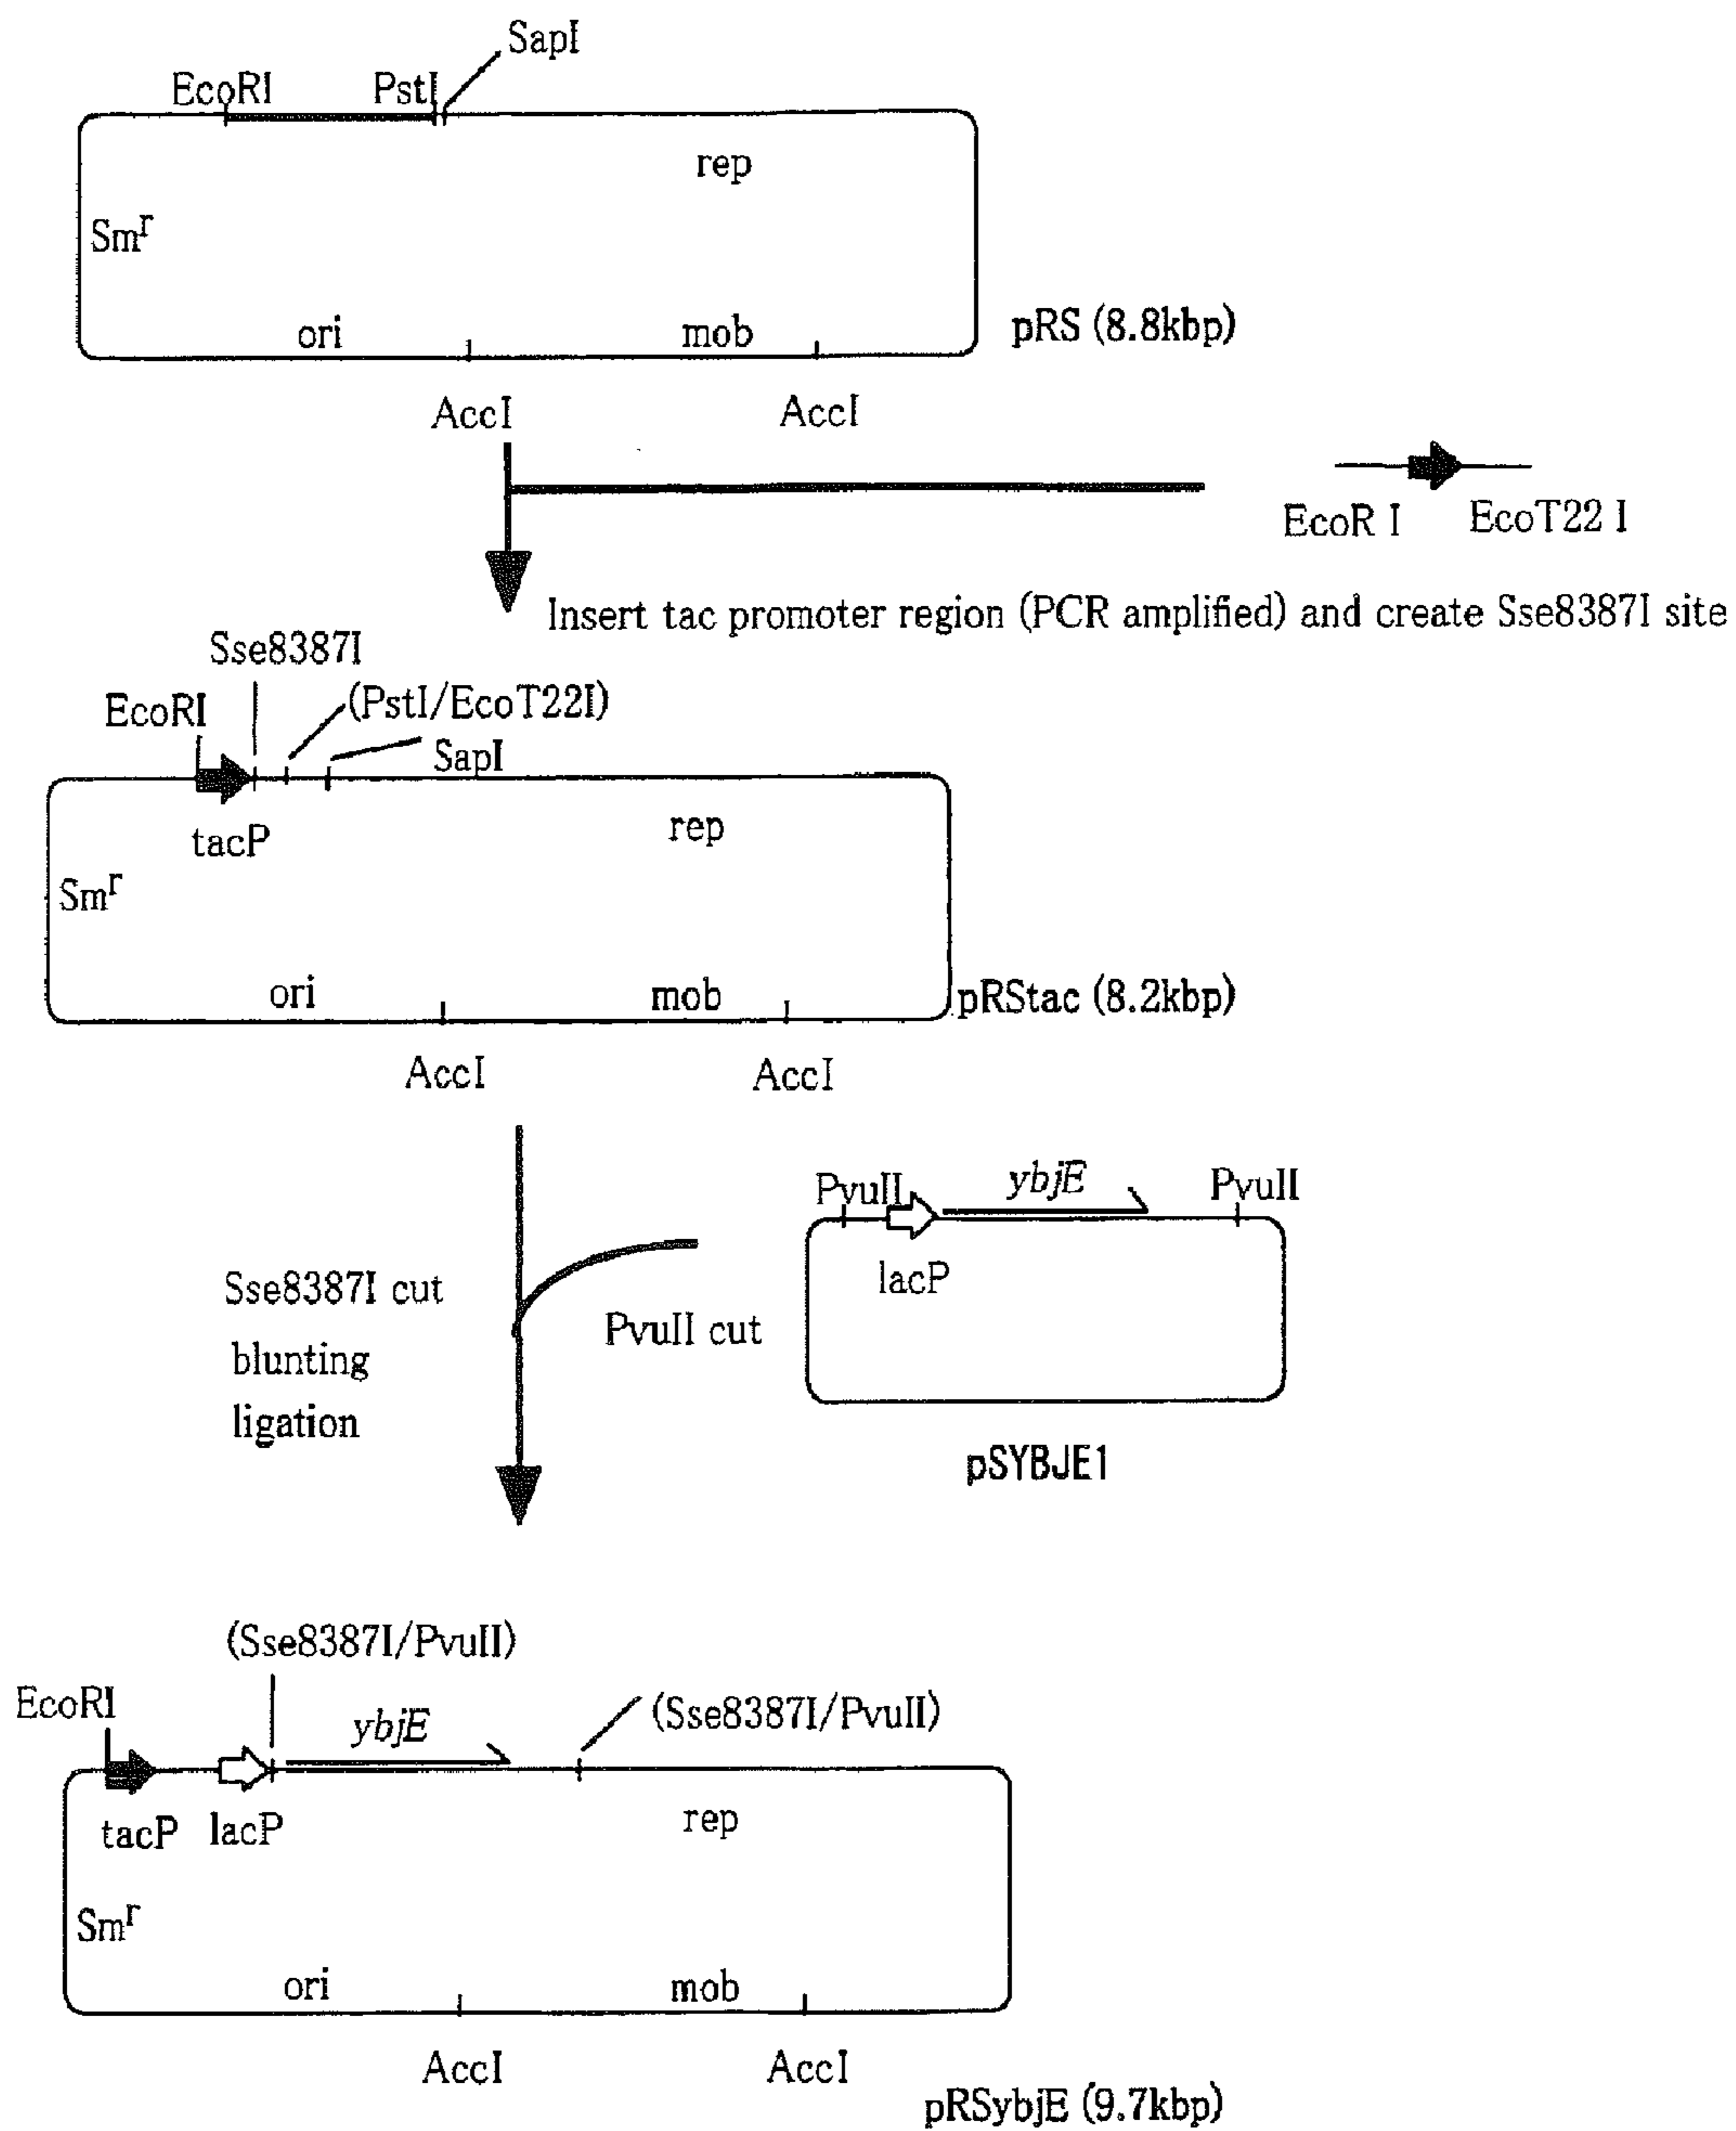 SapI
EcoRI
PstI
rep
Smr
ori
mob
pRS (8.8kbp)
AccI
AccI
EcoR I
EcoT22 I
Insert tac promoter region (PCR amplified) and create Sse8387I site
Sse8387I
(PstI/EcoT22I)
EcoRI
SapI
tacP
rep
Smr
ori
mob
pRStac (8.2kbp)
AccI
AccI
PvuII
ybjE
PvuII
lacP
Sse8387I cut
blunting
ligation
PvuII cut
pSYBJE1
(Sse8387I/PvuII)
EcoRI
ybjE
(Sse8387I/PvuII)
tacP
lacP
rep
Smr
ori
mob
AccI
AccI
pRSybjE (9.7kbp)